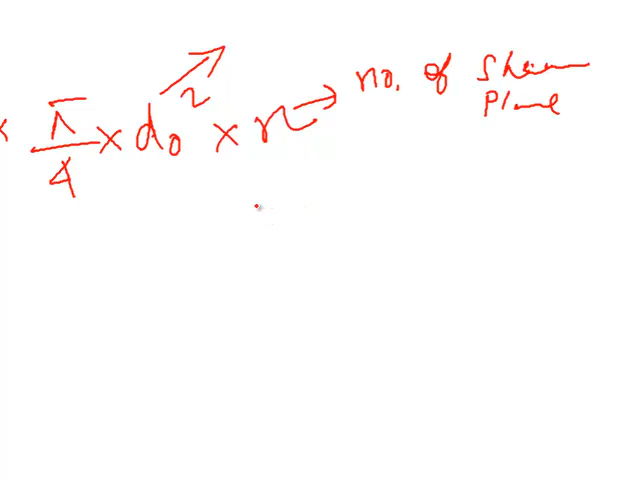 × π/4 × d₀² × n → no. of Shear
Plane